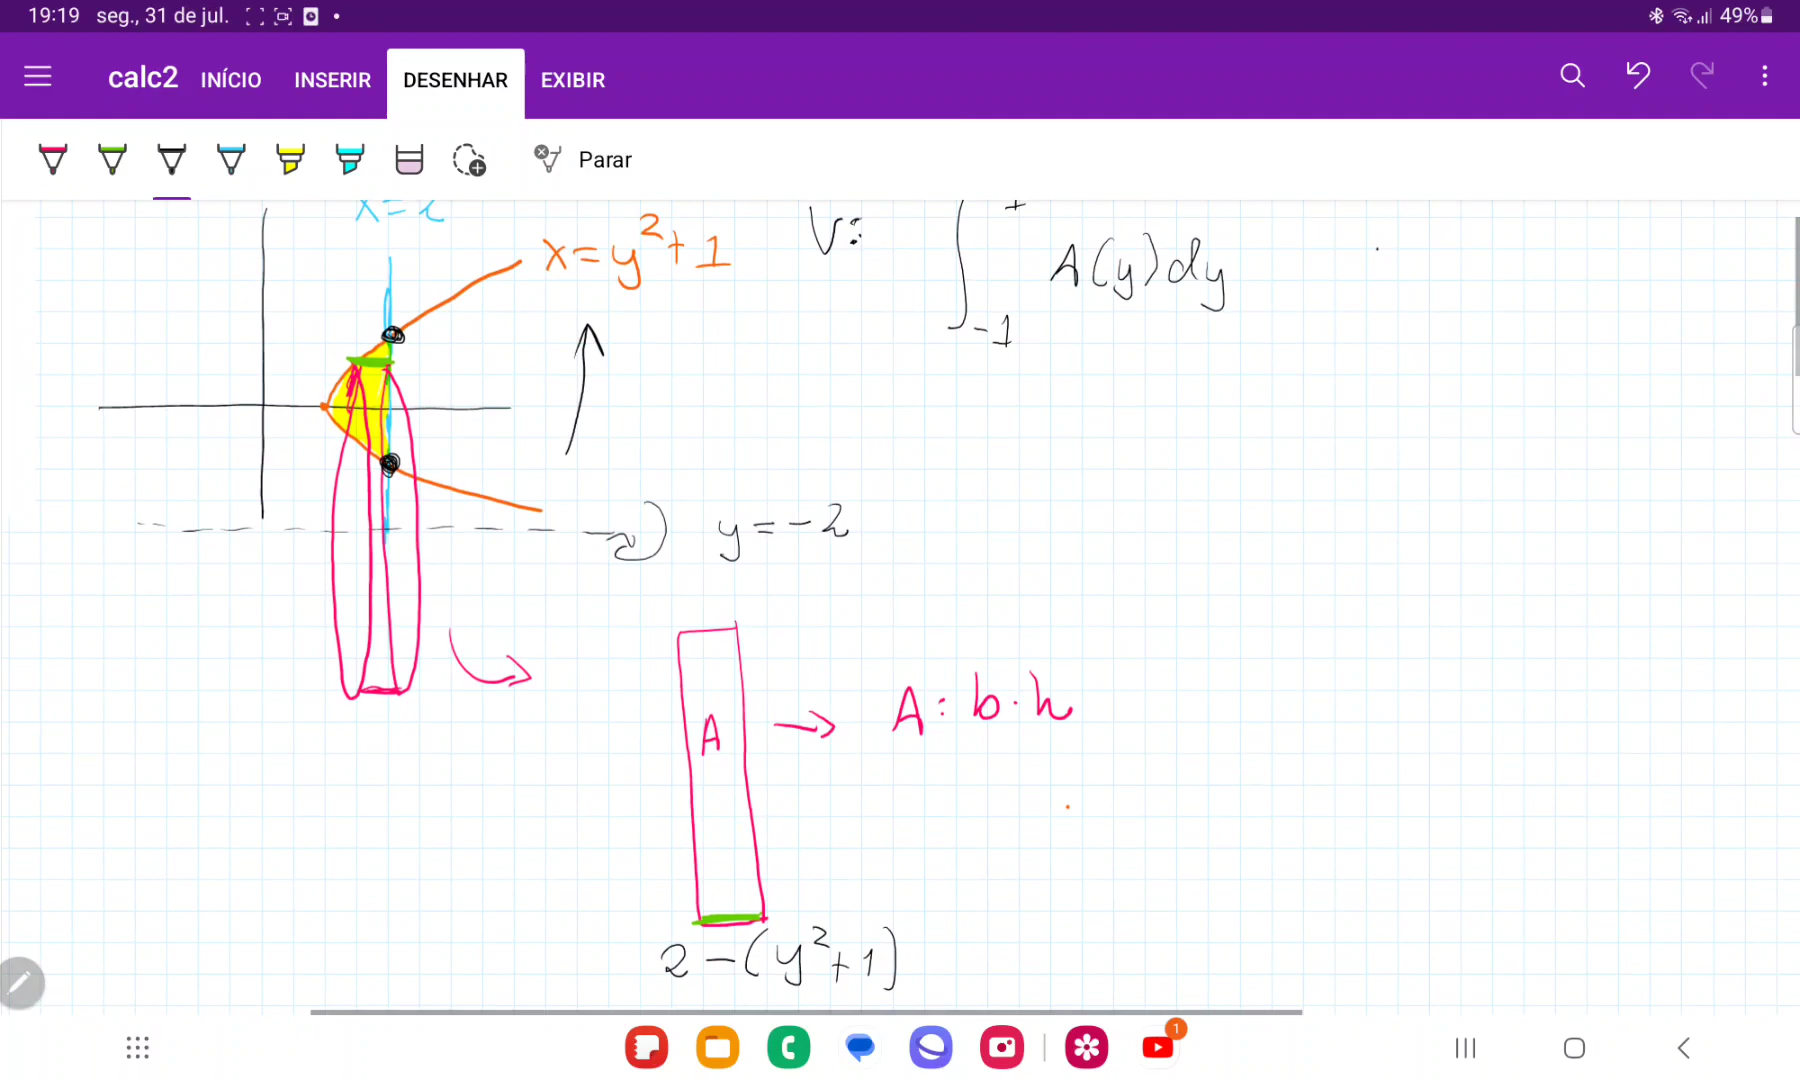 19:19 seg., 31 de jul. 49%
calc2 INÍCIO INSERIR DESENHAR EXIBIR
Parar
x=y²+1
V:
∫
-1
A(y)dy
y=-2
A
→ A: b·h
2-(y²+1)
1